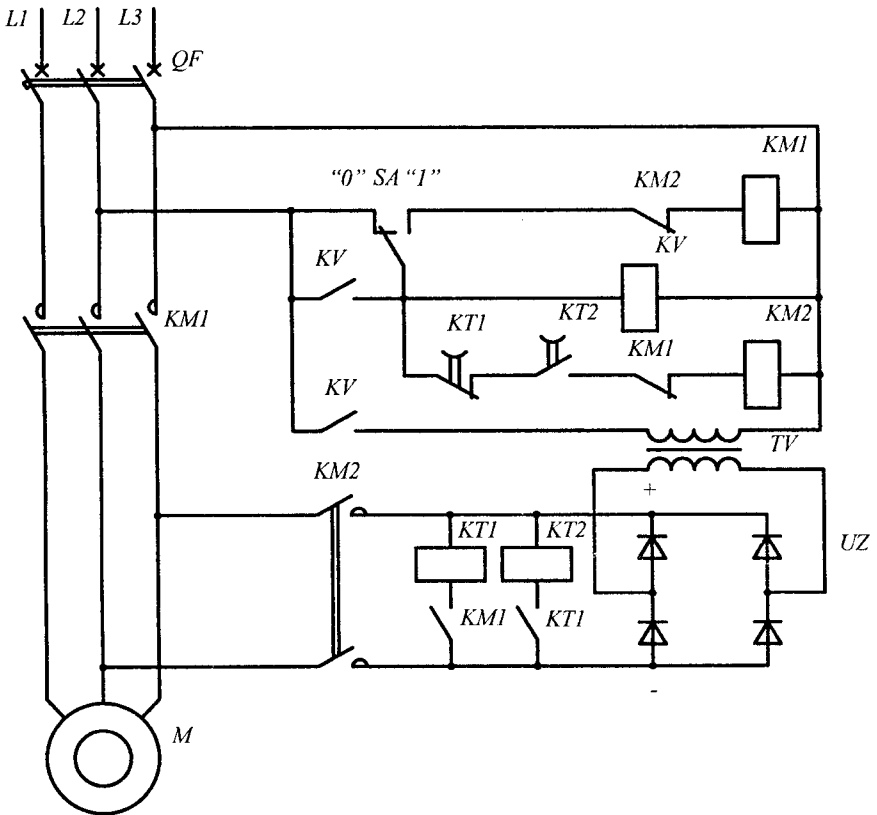 L1 L2 L3
QF
KM1
"0" SA "1"
KM2
KV
KV
KM1
KT1
KT2
KM1
KM2
KV
TV
KM2
+
KT1
KT2
UZ
KM1
KT1
-
M